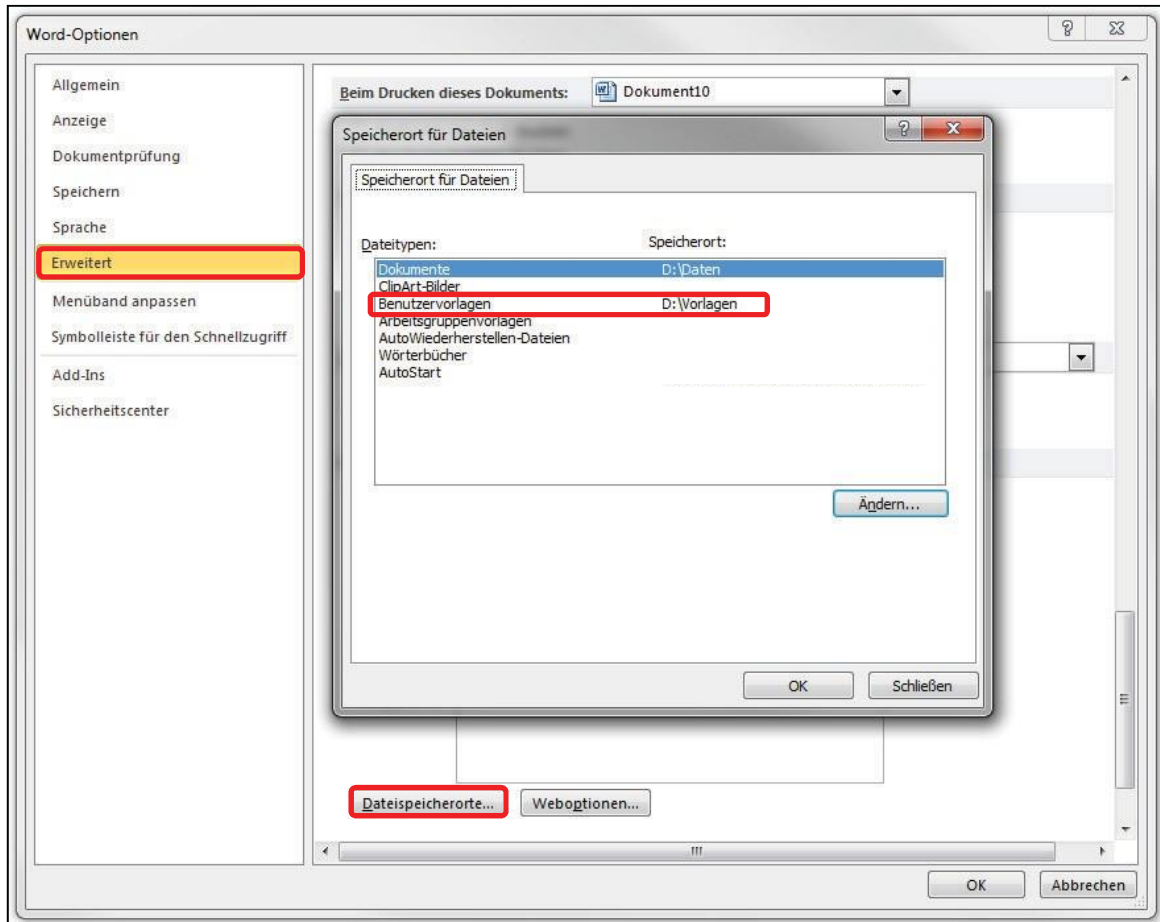 Word-Optionen
Allgemein
Anzeige
Dokumentprüfung
Speichern
Sprache
Erweitert
Menüband anpassen
Symbolleiste für den Schnellzugriff
Add-Ins
Sicherheitscenter
Beim Drucken dieses Dokuments: Dokument10
Speicherort für Dateien
Speicherort für Dateien
Dateitypen: Speicherort:
Dokumente D:\Daten
ClipArt-Bilder
Benutzervorlagen D:\Vorlagen
Arbeitsgruppenvorlagen
AutoWiederherstellen-Dateien
Wörterbücher
AutoStart
Ändern...
OK Schließen
Dateispeicherorte... Weboptionen...
OK Abbrechen